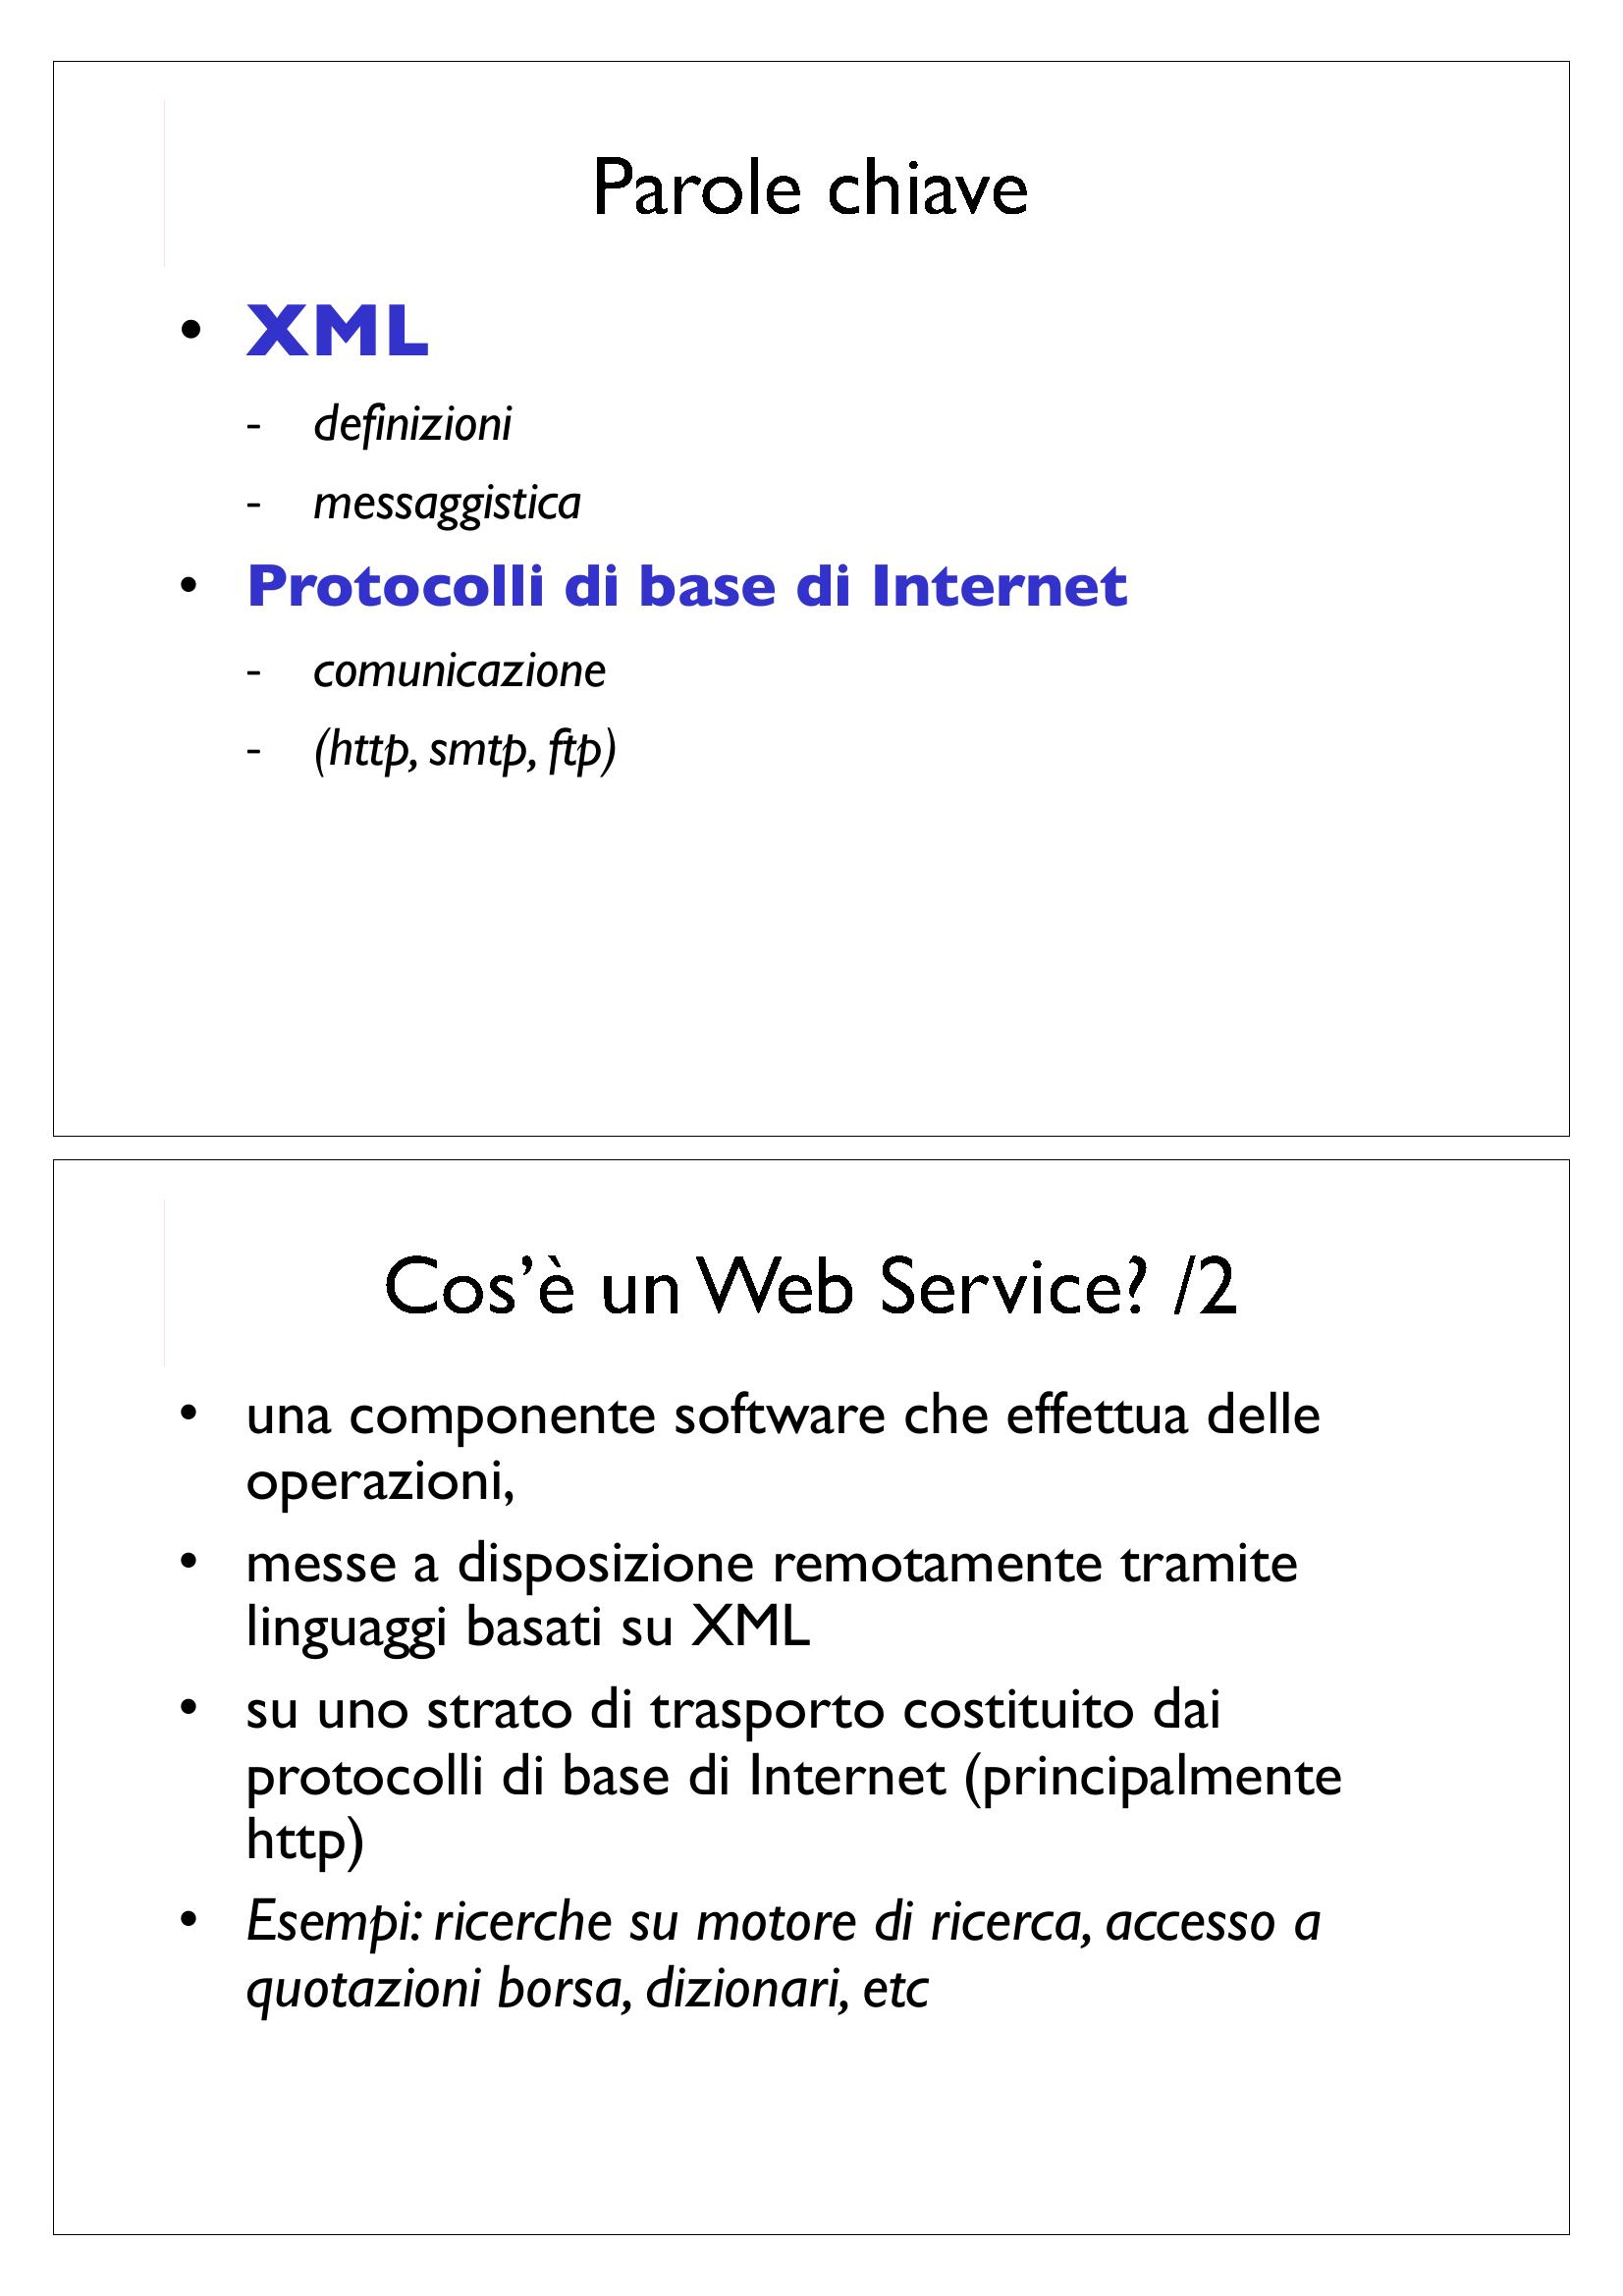 Parole chiave
• XML
- definizioni
- messaggistica
• Protocolli di base di Internet
- comunicazione
- (http, smtp, ftp)
Cos’è un Web Service? /2
• una componente software che effettua delle
operazioni,
• messe a disposizione remotamente tramite
linguaggi basati su XML
• su uno strato di trasporto costituito dai
protocolli di base di Internet (principalmente
http)
• Esempi: ricerche su motore di ricerca, accesso a
quotazioni borsa, dizionari, etc